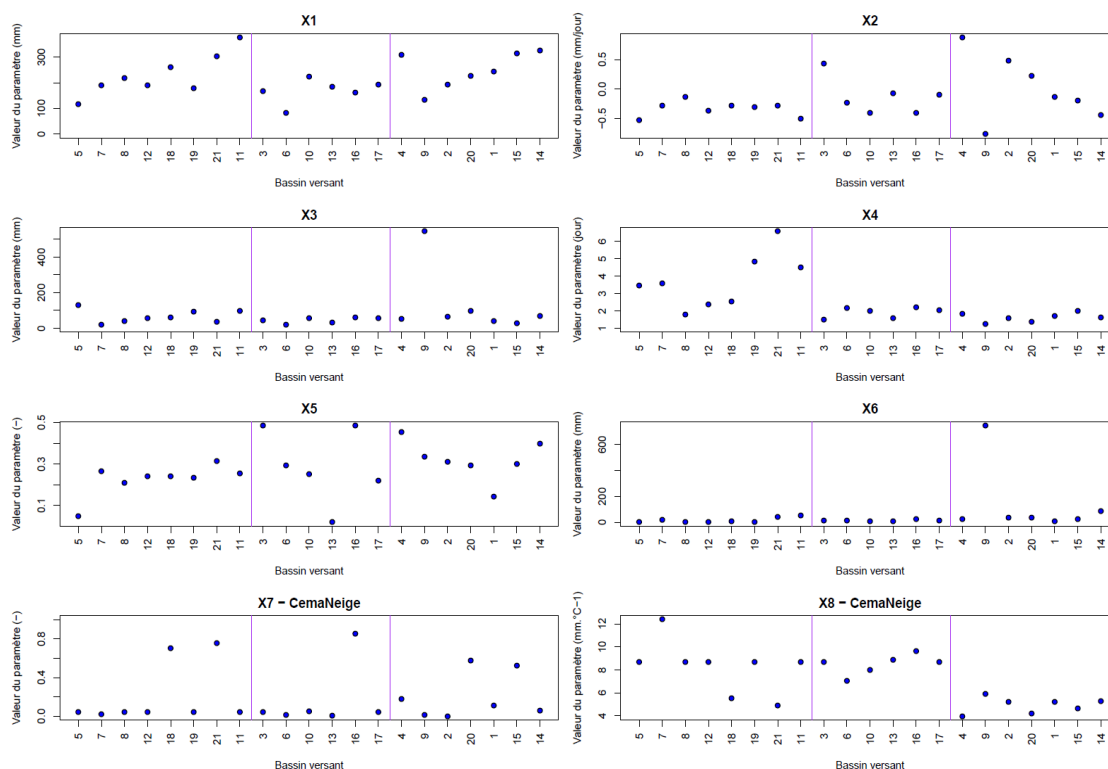 X1
Valeur du paramètre (mm)
0 100 300
5 7 8 12 18 19 21 11 3 6 10 13 16 17 4 9 2 20 1 15 14
Bassin versant
X2
Valeur du paramètre (mm/jour)
−0.5 0.0 0.5
5 7 8 12 18 19 21 11 3 6 10 13 16 17 4 9 2 20 1 15 14
Bassin versant
X3
Valeur du paramètre (mm)
0 200 400
5 7 8 12 18 19 21 11 3 6 10 13 16 17 4 9 2 20 1 15 14
Bassin versant
X4
Valeur du paramètre (jour)
1 2 3 4 5 6
5 7 8 12 18 19 21 11 3 6 10 13 16 17 4 9 2 20 1 15 14
Bassin versant
X5
Valeur du paramètre (−)
0.1 0.3 0.5
5 7 8 12 18 19 21 11 3 6 10 13 16 17 4 9 2 20 1 15 14
Bassin versant
X6
Valeur du paramètre (mm)
0 200 600
5 7 8 12 18 19 21 11 3 6 10 13 16 17 4 9 2 20 1 15 14
Bassin versant
X7 − CemaNeige
Valeur du paramètre (−)
0.0 0.4 0.8
5 7 8 12 18 19 21 11 3 6 10 13 16 17 4 9 2 20 1 15 14
Bassin versant
X8 − CemaNeige
Valeur du paramètre (mm.°C−1)
4 6 8 10 12
5 7 8 12 18 19 21 11 3 6 10 13 16 17 4 9 2 20 1 15 14
Bassin versant